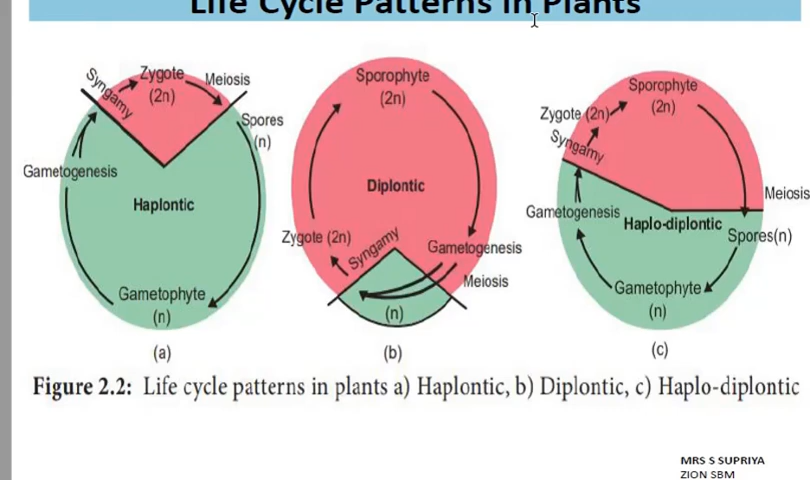 Life Cycle Patterns in Plants
Syngamy
Zygote
(2n)
Meiosis
Spores
(n)
Gametogenesis
Haplontic
Gametophyte
(n)
(a)
Sporophyte
(2n)
Diplontic
Zygote (2n)
Syngamy
Gametogenesis
Meiosis
(n)
(b)
Sporophyte
(2n)
Zygote (2n)
Syngamy
Meiosis
Gametogenesis
Haplo-diplontic
Spores(n)
Gametophyte
(n)
(c)
Figure 2.2: Life cycle patterns in plants a) Haplontic, b) Diplontic, c) Haplo-diplontic
MRS S SUPRIYA
ZION SBM